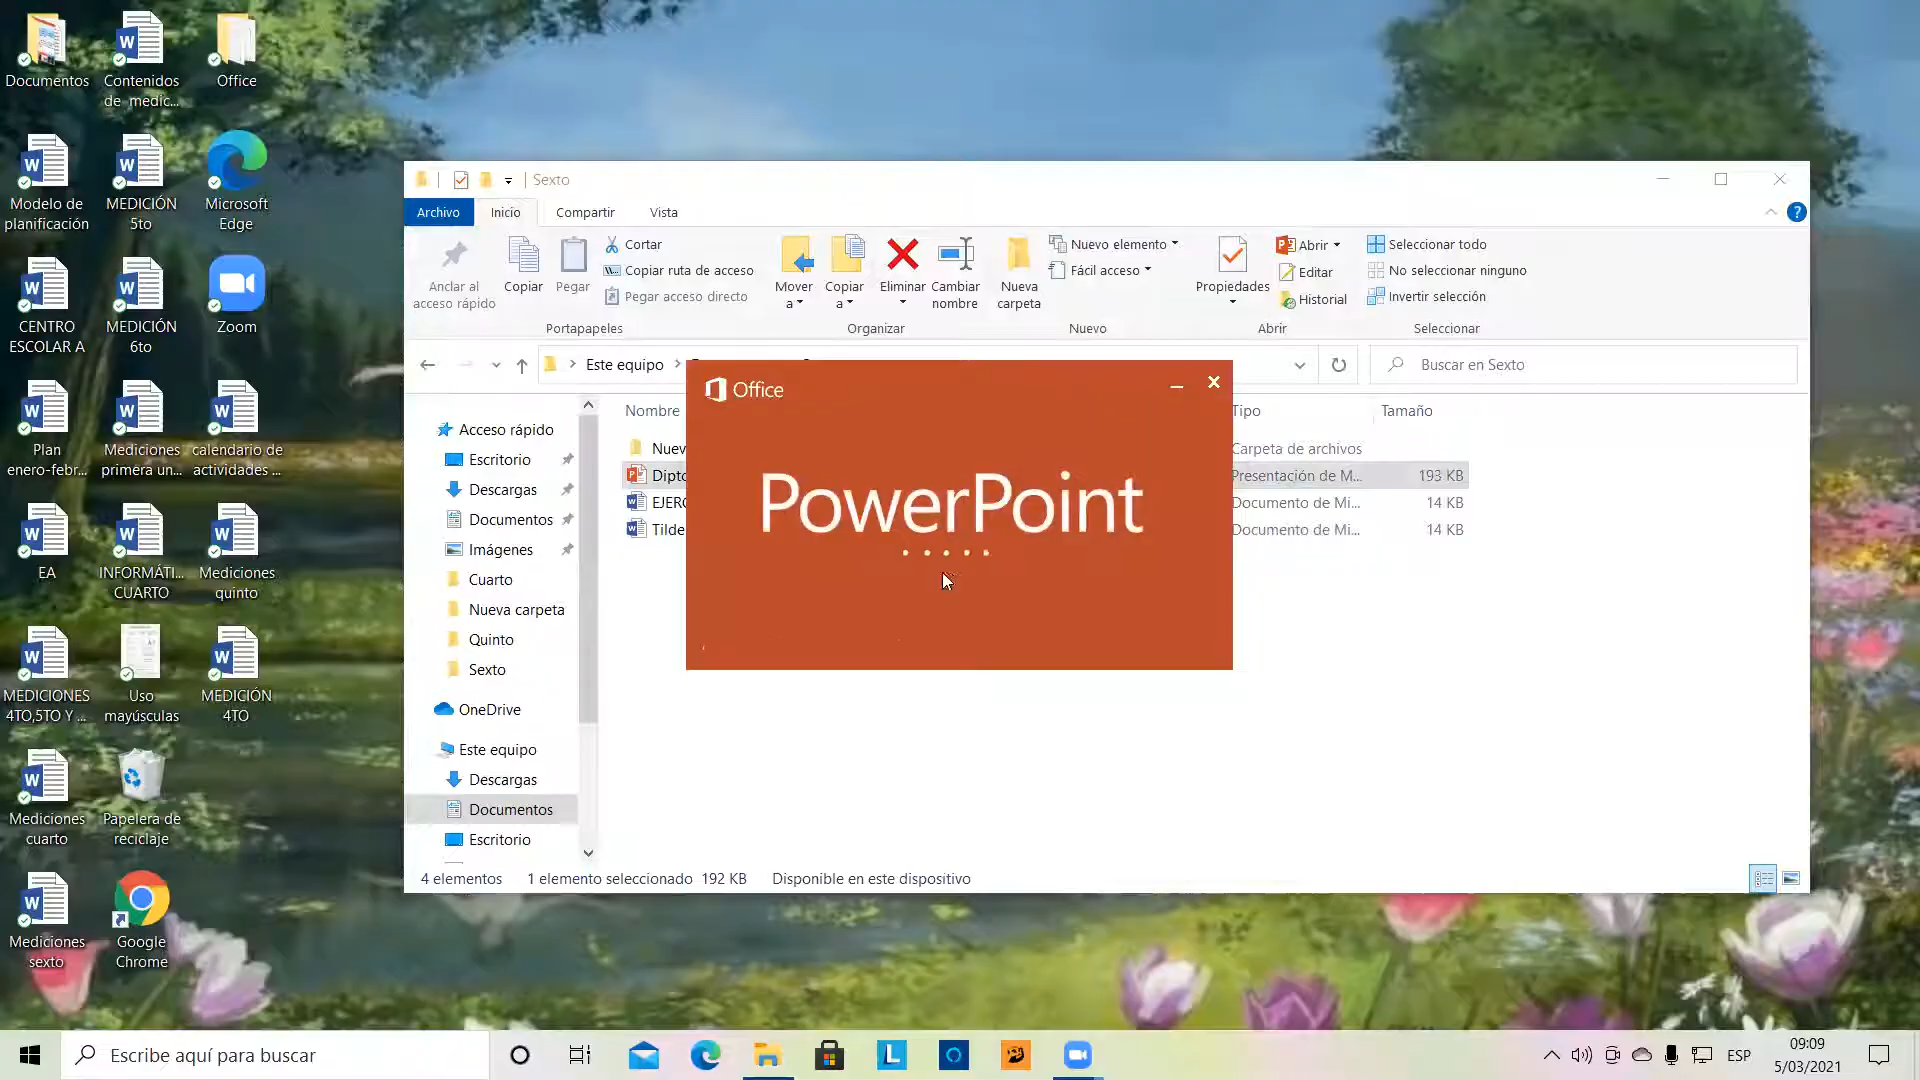 Documentos
Contenidos
de medic...
Office
Modelo de
planificación
MEDICIÓN
5to
Microsoft
Edge
CENTRO
ESCOLAR A
MEDICIÓN
6to
Zoom
Plan
enero-febr...
Mediciones
primera un...
calendario de
actividades ...
EA
INFORMÁTI...
CUARTO
Mediciones
quinto
MEDICIONES
4TO,5TO Y ...
Uso
mayúsculas
MEDICIÓN
4TO
Mediciones
cuarto
Papelera de
reciclaje
Mediciones
sexto
Google
Chrome
Sexto
Archivo
Inicio
Compartir
Vista
Anclar al
acceso rápido
Copiar
Pegar
Cortar
Copiar ruta de acceso
Pegar acceso directo
Portapapeles
Mover
a
Copiar
a
Eliminar
Cambiar
nombre
Organizar
Nueva
carpeta
Nuevo elemento
Fácil acceso
Nuevo
Propiedades
Abrir
Editar
Historial
Abrir
Seleccionar todo
No seleccionar ninguno
Invertir selección
Seleccionar
Este equipo
Buscar en Sexto
Nombre
Tipo
Tamaño
Nuev
Carpeta de archivos
Dipto
Presentación de M...
193 KB
EJERC
Documento de Mi...
14 KB
Tilde
Documento de Mi...
14 KB
Acceso rápido
Escritorio
Descargas
Documentos
Imágenes
Cuarto
Nueva carpeta
Quinto
Sexto
OneDrive
Este equipo
Descargas
Documentos
Escritorio
Office
PowerPoint
4 elementos
1 elemento seleccionado 192 KB
Disponible en este dispositivo
Escribe aquí para buscar
ESP
09:09
5/03/2021